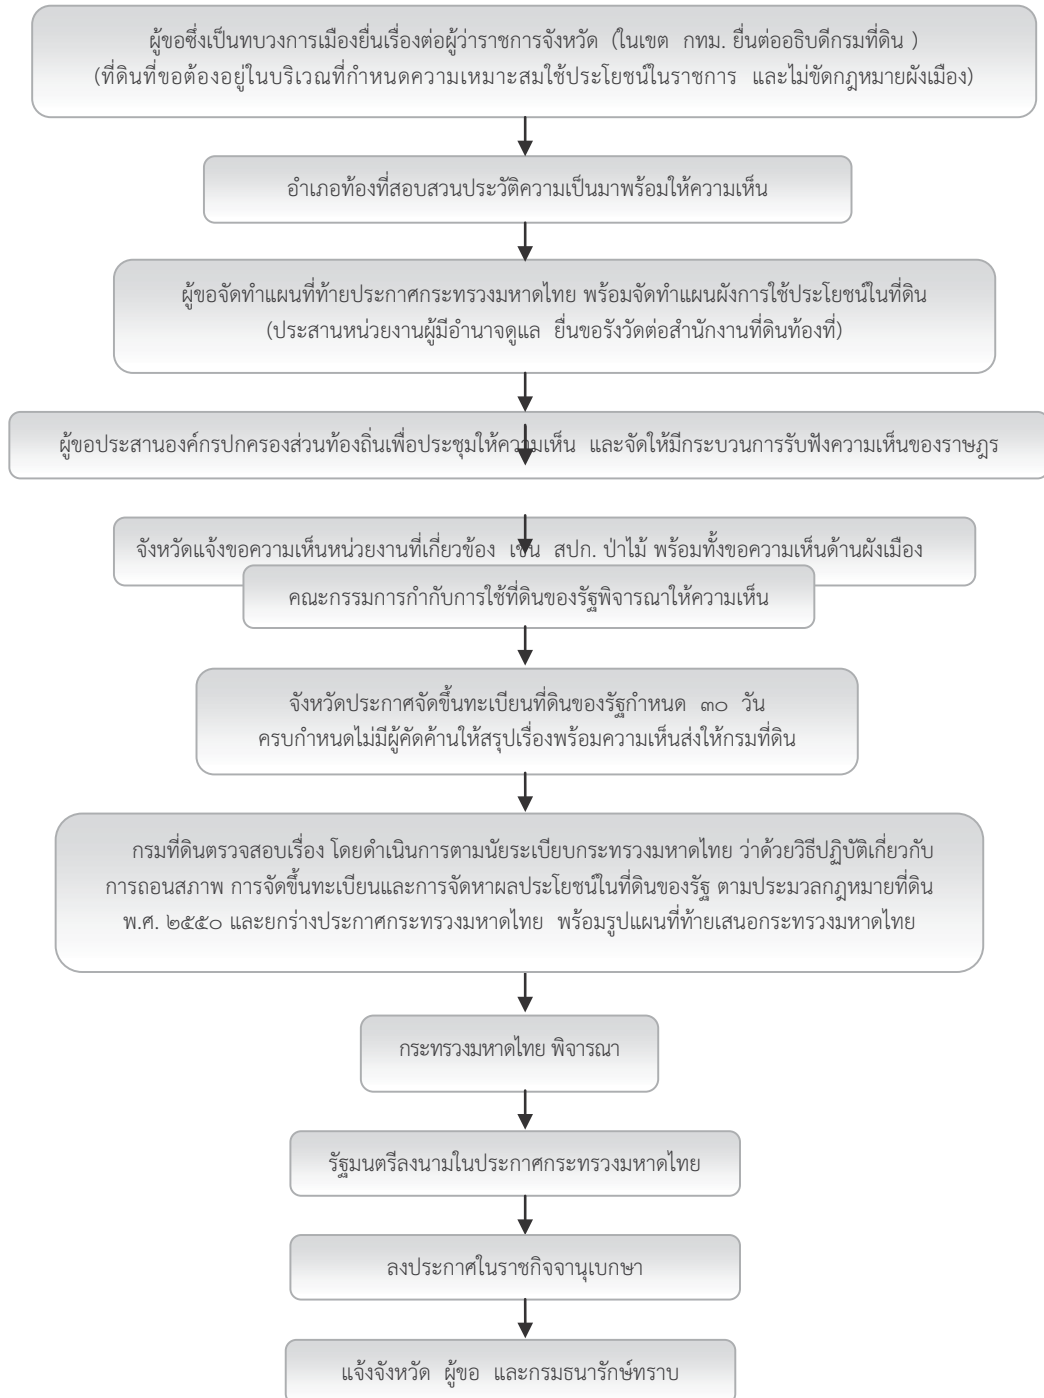 ผู้ขอซึ่งเป็นทบวงการเมืองยื่นเรื่องต่อผู้ว่าราชการจังหวัด (ในเขต กทม. ยื่นต่ออธิบดีกรมที่ดิน )
(ที่ดินที่ขอต้องอยู่ในบริเวณที่กำหนดความเหมาะสมใช้ประโยชน์ในราชการ และไม่ขัดกฎหมายผังเมือง)
อำเภอท้องที่สอบสวนประวัติความเป็นมาพร้อมให้ความเห็น
ผู้ขอจัดทำแผนที่ท้ายประกาศกระทรวงมหาดไทย พร้อมจัดทำแผนผังการใช้ประโยชน์ในที่ดิน
(ประสานหน่วยงานผู้มีอำนาจดูแล ยื่นขอรังวัดต่อสำนักงานที่ดินท้องที่)
ผู้ขอประสานองค์กรปกครองส่วนท้องถิ่นเพื่อประชุมให้ความเห็น และจัดให้มีกระบวนการรับฟังความเห็นของราษฎร
จังหวัดแจ้งขอความเห็นหน่วยงานที่เกี่ยวข้อง เช่น สปก. ป่าไม้ พร้อมทั้งขอความเห็นด้านผังเมือง
คณะกรรมการกำกับการใช้ที่ดินของรัฐพิจารณาให้ความเห็น
จังหวัดประกาศจัดขึ้นทะเบียนที่ดินของรัฐกำหนด ๓๐ วัน
ครบกำหนดไม่มีผู้คัดค้านให้สรุปเรื่องพร้อมความเห็นส่งให้กรมที่ดิน
กรมที่ดินตรวจสอบเรื่อง โดยดำเนินการตามนัยระเบียบกระทรวงมหาดไทย ว่าด้วยวิธีปฏิบัติเกี่ยวกับ
การถอนสภาพ การจัดขึ้นทะเบียนและการจัดหาผลประโยชน์ในที่ดินของรัฐ ตามประมวลกฎหมายที่ดิน
พ.ศ. ๒๕๕๐ และยกร่างประกาศกระทรวงมหาดไทย พร้อมรูปแผนที่ท้ายเสนอกระทรวงมหาดไทย
กระทรวงมหาดไทย พิจารณา
รัฐมนตรีลงนามในประกาศกระทรวงมหาดไทย
ลงประกาศในราชกิจจานุเบกษา
แจ้งจังหวัด ผู้ขอ และกรมธนารักษ์ทราบ